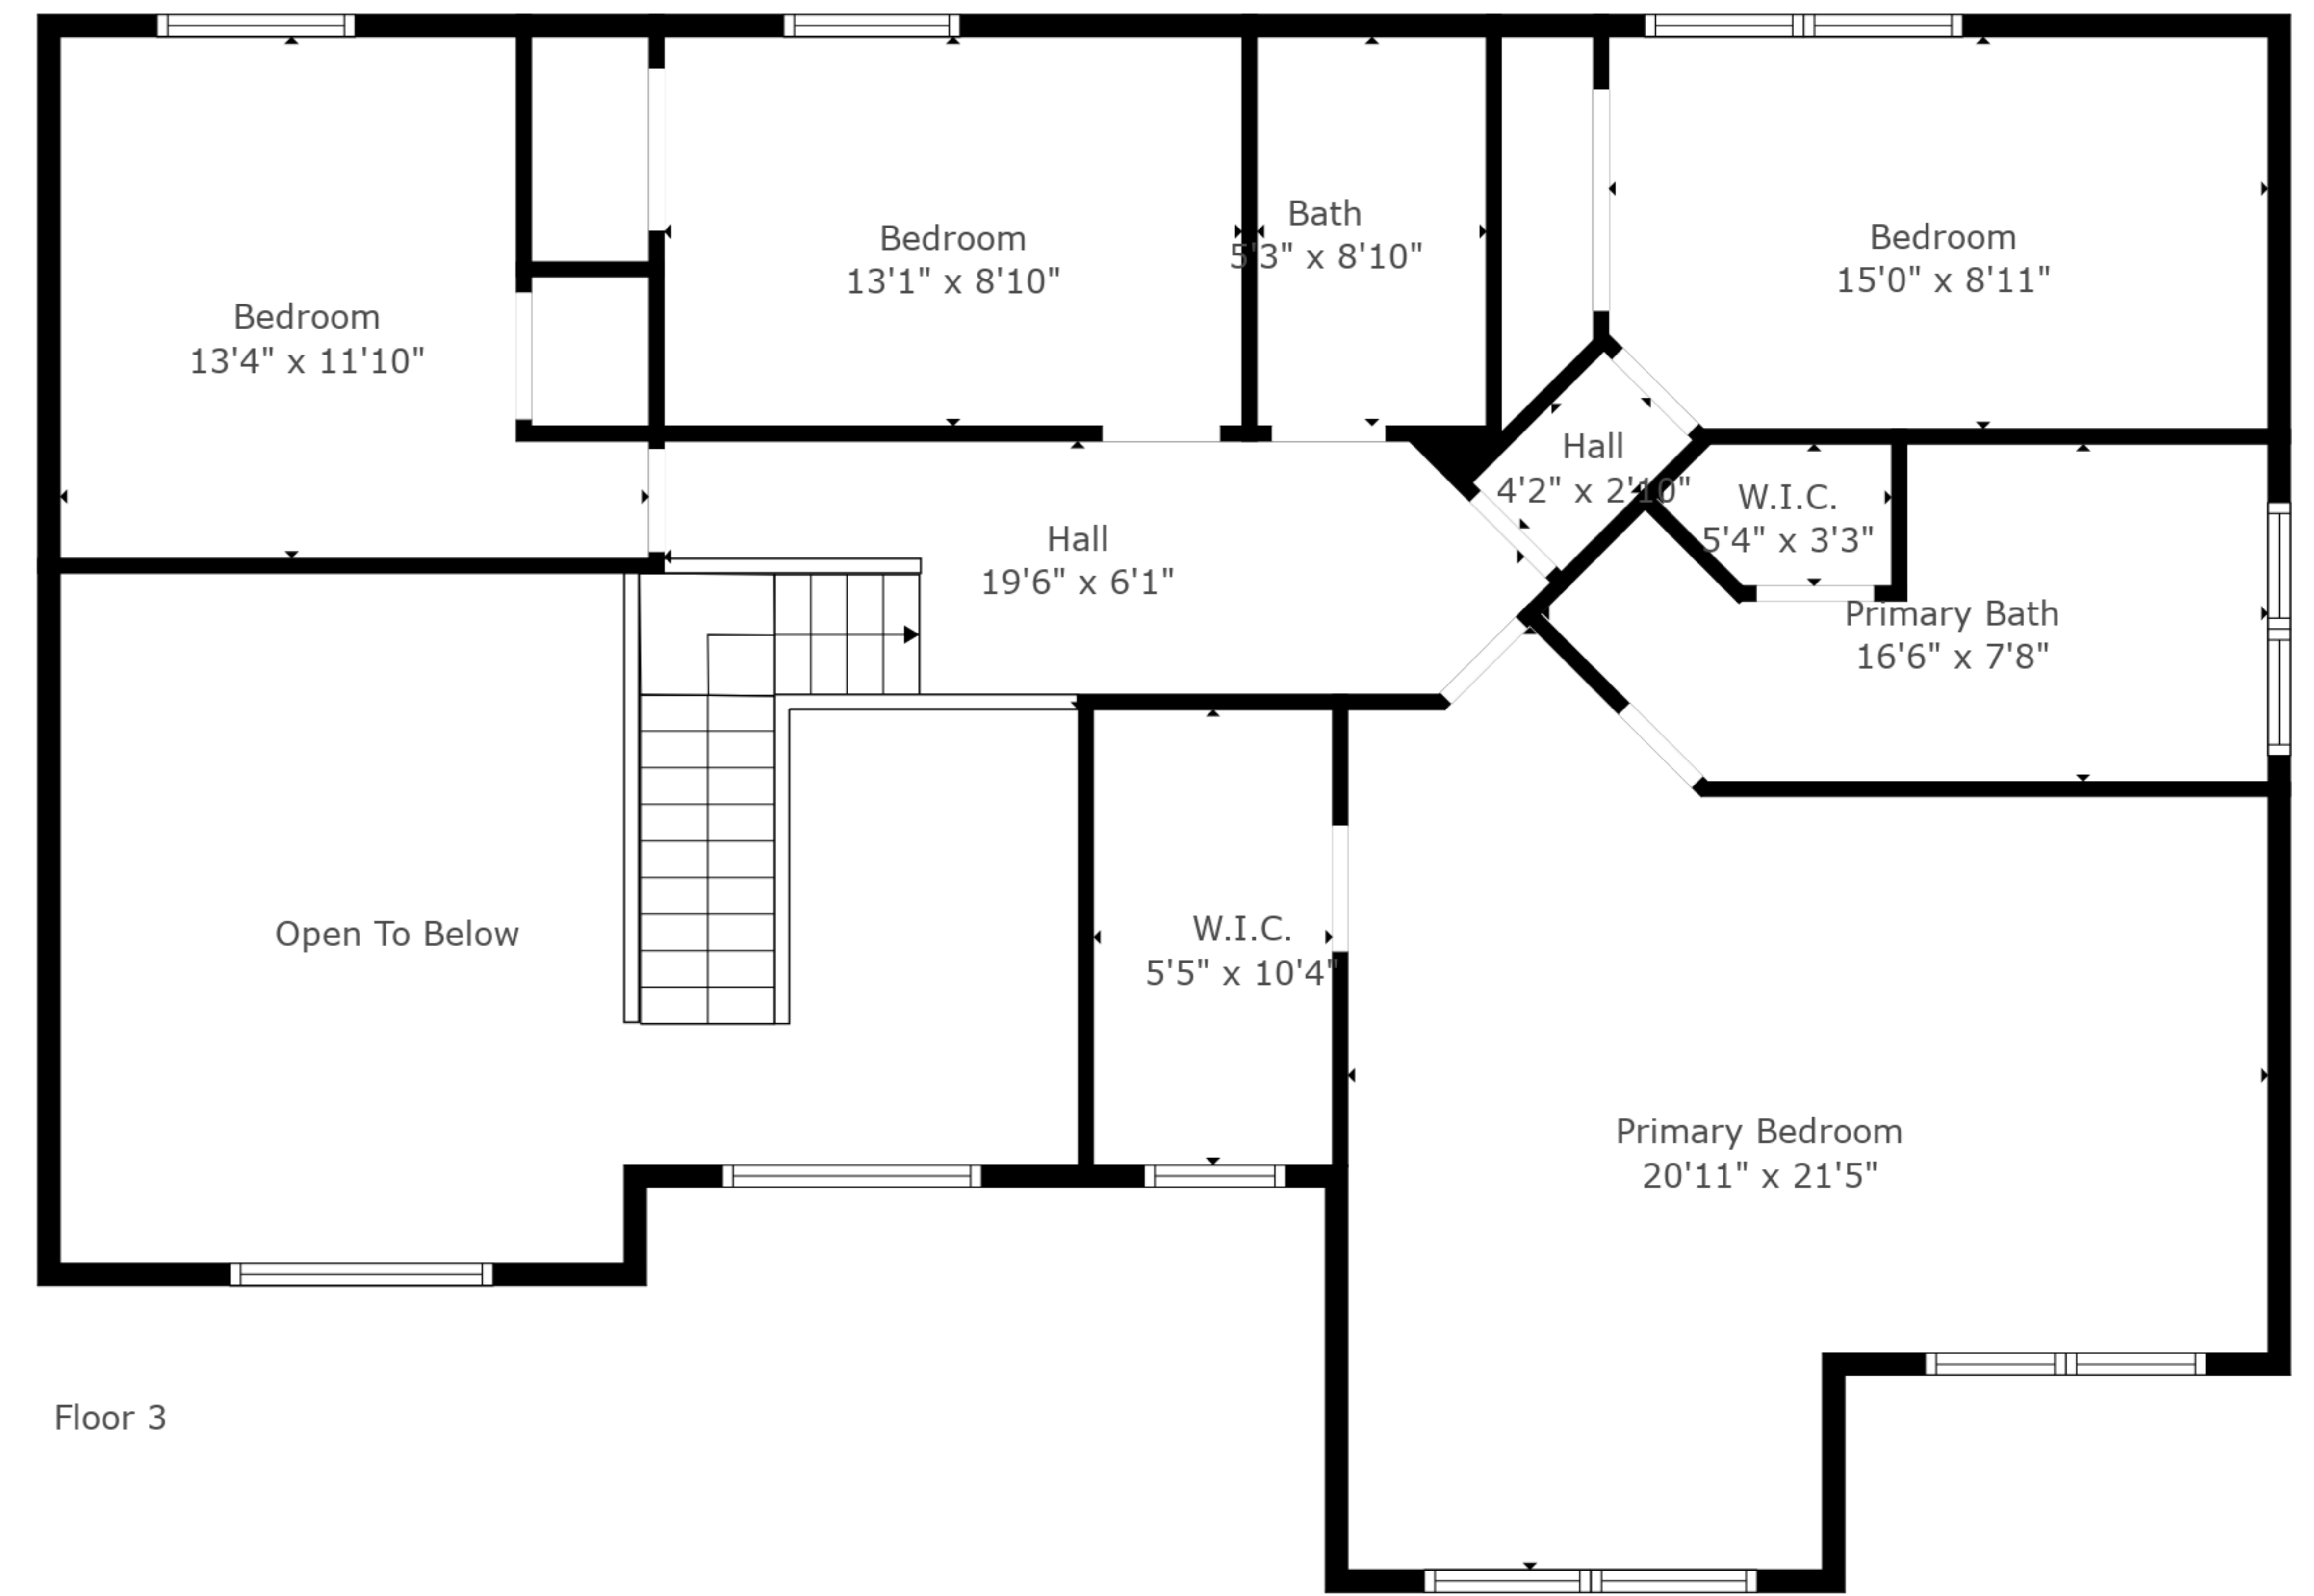 Bedroom
13'4" x 11'10"
Bedroom
13'1" x 8'10"
Bath
5'3" x 8'10"
Bedroom
15'0" x 8'11"
Hall
4'2" x 2'10"
W.I.C.
5'4" x 3'3"
Hall
19'6" x 6'1"
Primary Bath
16'6" x 7'8"
Open To Below
W.I.C.
5'5" x 10'4"
Primary Bedroom
20'11" x 21'5"
Floor 3